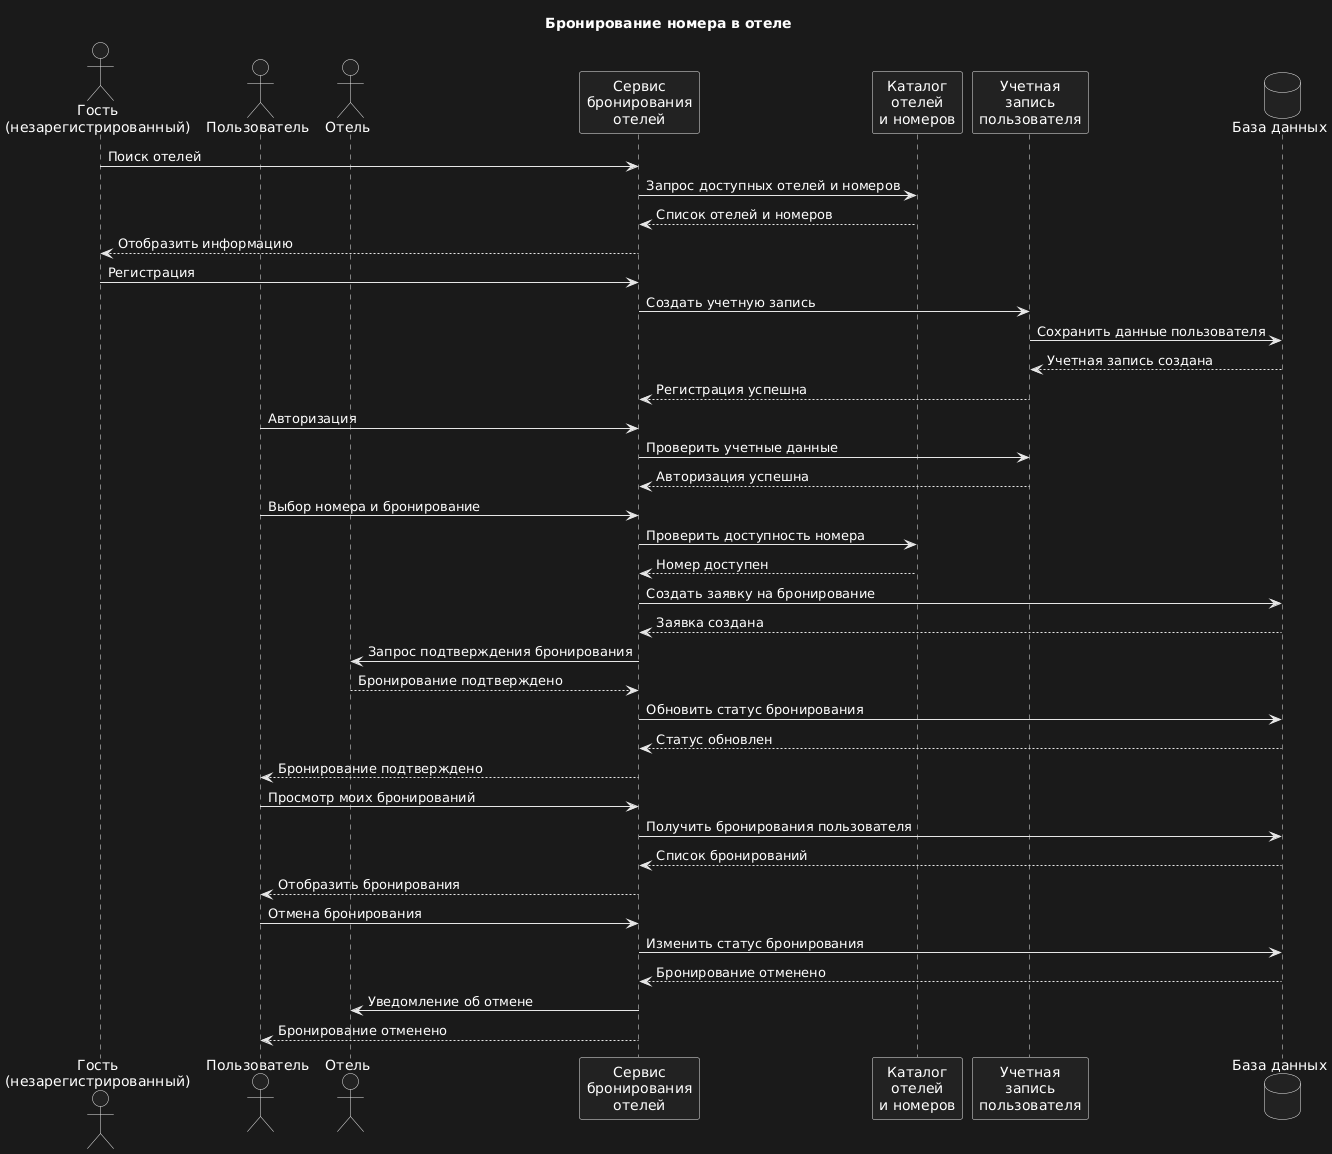 Бронирование номера в отеле
Гость
(незарегистрированный)
Пользователь
Отель
Сервис
бронирования
отелей
Каталог
отелей
и номеров
Учетная
запись
пользователя
База данных
Поиск отелей
Запрос доступных отелей и номеров
Список отелей и номеров
Отобразить информацию
Регистрация
Создать учетную запись
Сохранить данные пользователя
Учетная запись создана
Регистрация успешна
Авторизация
Проверить учетные данные
Авторизация успешна
Выбор номера и бронирование
Проверить доступность номера
Номер доступен
Создать заявку на бронирование
Заявка создана
Запрос подтверждения бронирования
Бронирование подтверждено
Обновить статус бронирования
Статус обновлен
Бронирование подтверждено
Просмотр моих бронирований
Получить бронирования пользователя
Список бронирований
Отобразить бронирования
Отмена бронирования
Изменить статус бронирования
Бронирование отменено
Уведомление об отмене
Бронирование отменено
Гость
(незарегистрированный)
Пользователь
Отель
Сервис
бронирования
отелей
Каталог
отелей
и номеров
Учетная
запись
пользователя
База данных